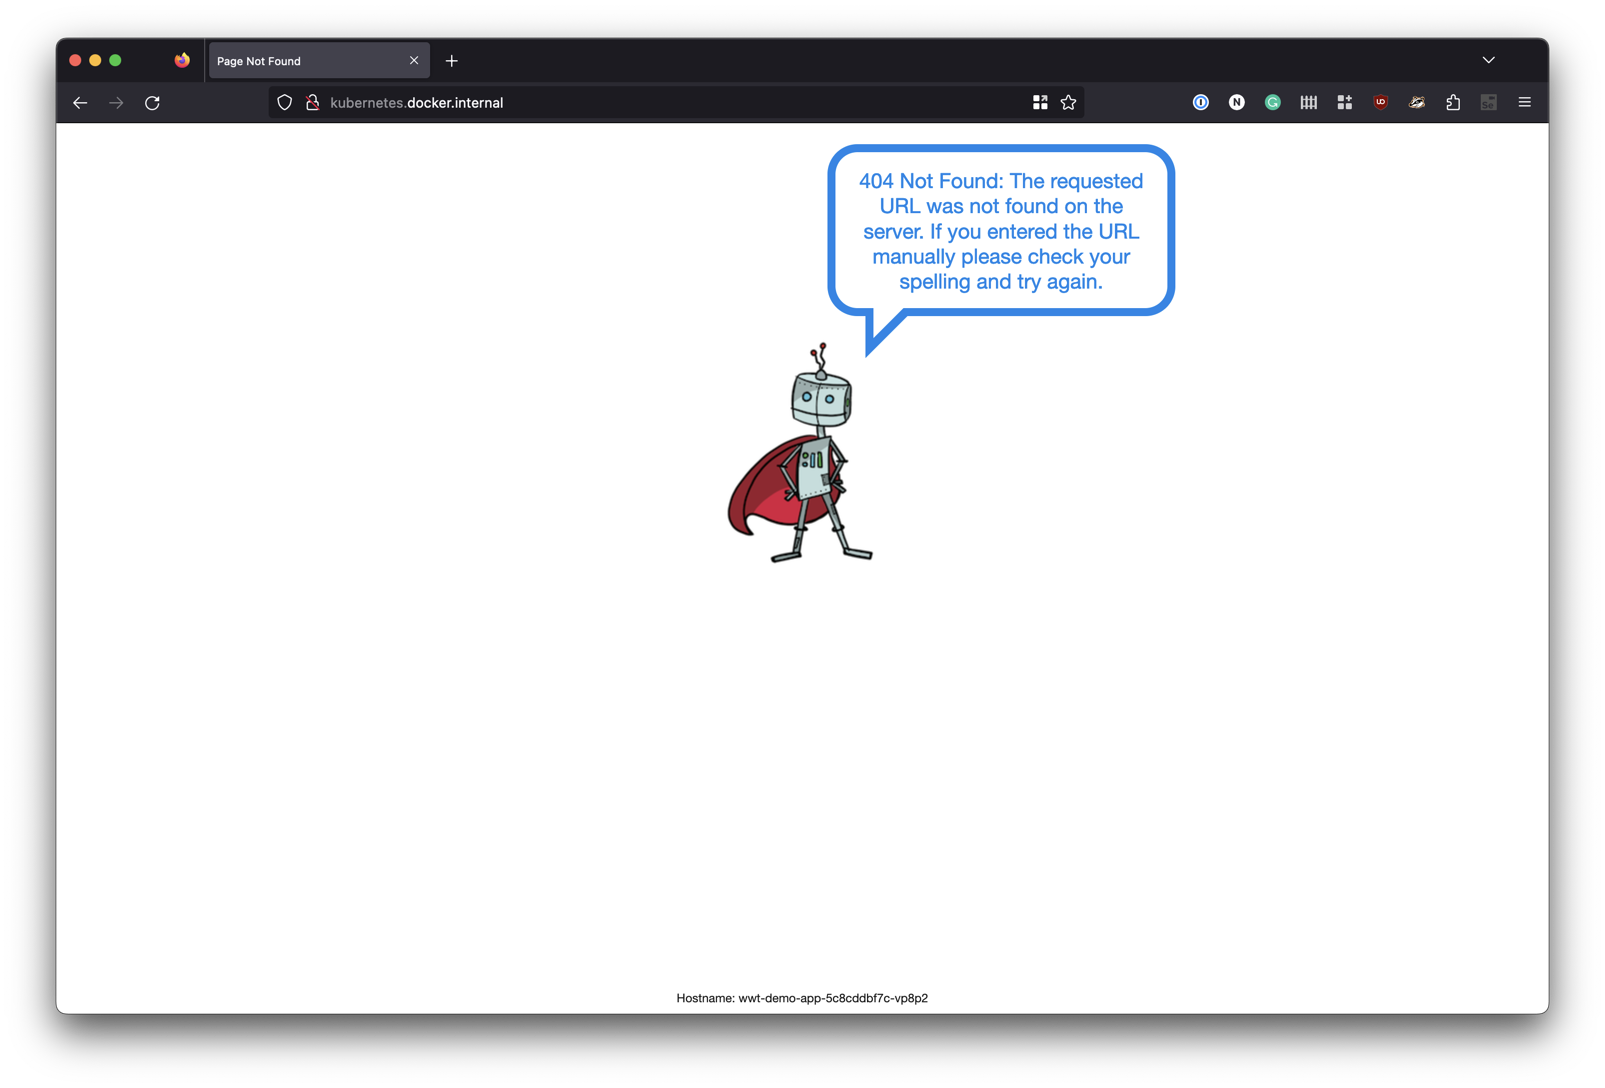 Page Not Found
kubernetes.docker.internal
404 Not Found: The requested
URL was not found on the
server. If you entered the URL
manually please check your
spelling and try again.
Hostname: wwt-demo-app-5c8cddbf7c-vp8p2